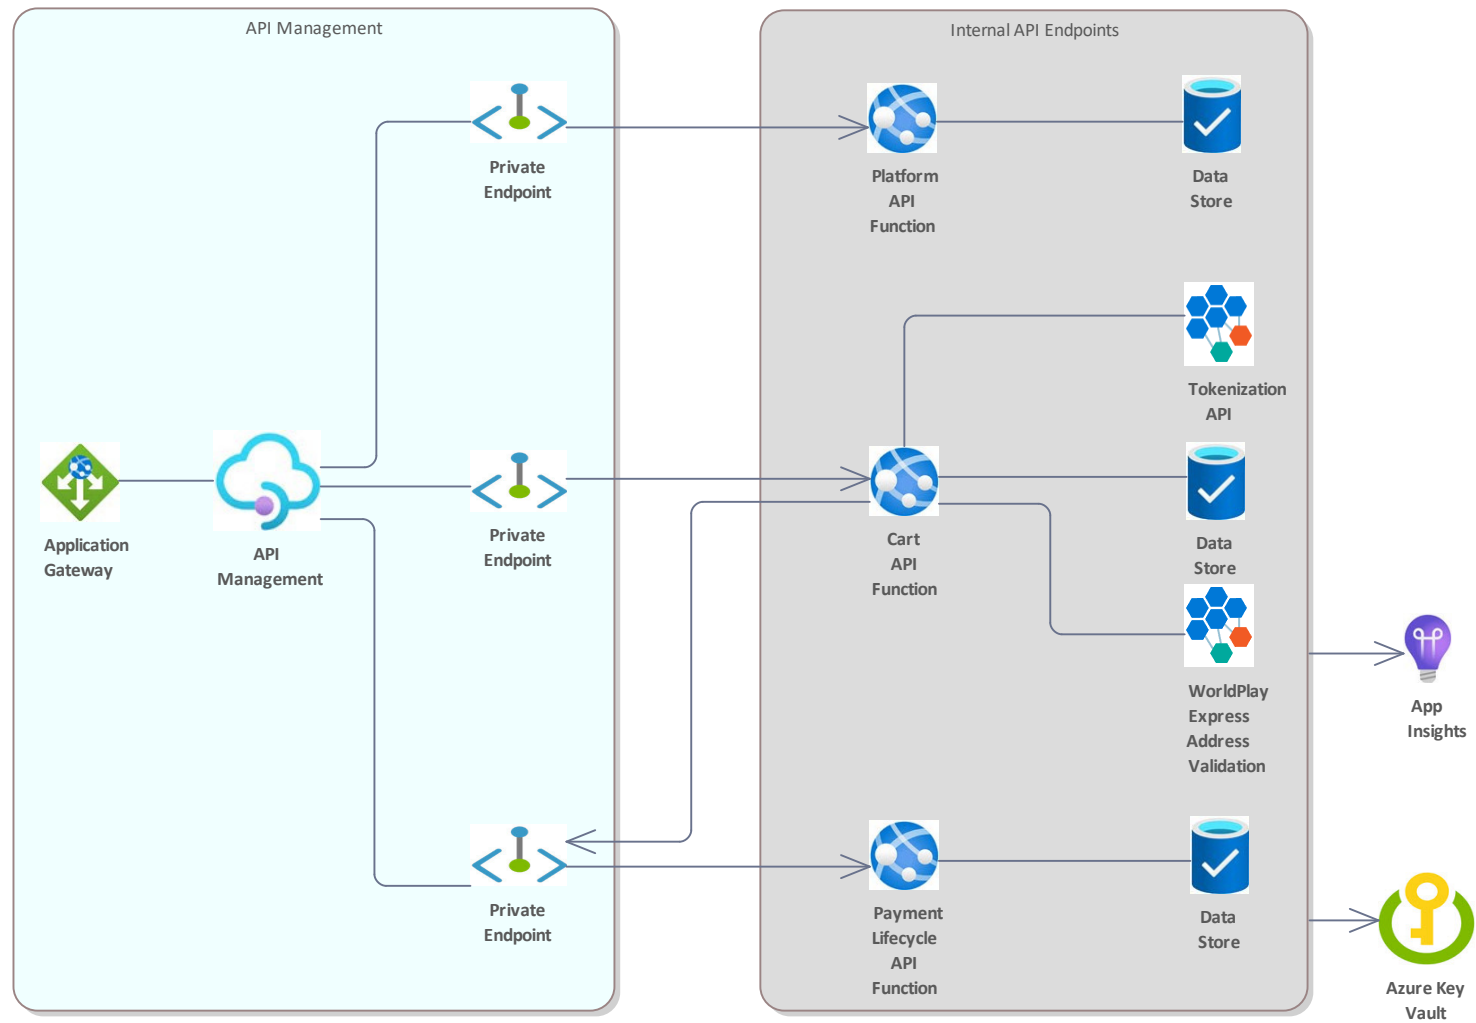 API Management
Internal API Endpoints
Private
Endpoint
Platform
API
Function
Data
Store
Tokenization
API
Application
Gateway
API
Management
Private
Endpoint
Cart
API
Function
Data
Store
WorldPlay
Express
Address
Validation
App
Insights
Private
Endpoint
Payment
Lifecycle
API
Function
Data
Store
Azure Key
Vault